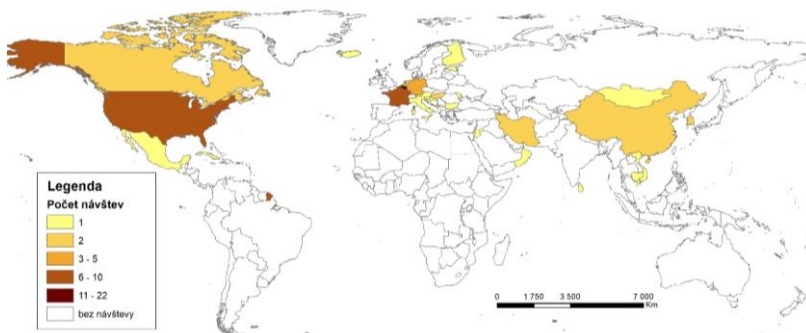 Legenda
Počet návštev
1
2
3 - 5
6 - 10
11 - 22
bez návštevy
0 1 750 3 500 7 000
Km